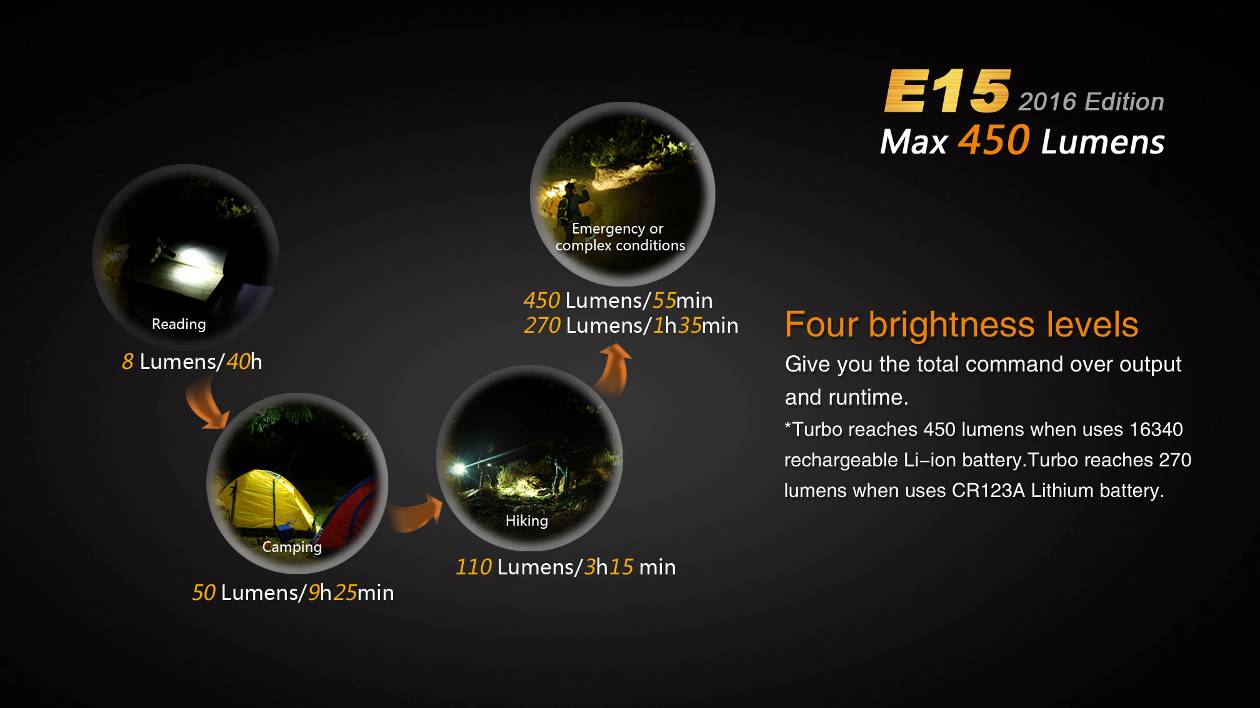 E15 2016 Edition
Max 450 Lumens
Reading
8 Lumens/40h
Camping
50 Lumens/9h25min
Hiking
110 Lumens/3h15 min
Emergency or
complex conditions
450 Lumens/55min
270 Lumens/1h35min
Four brightness levels
Give you the total command over output
and runtime.
*Turbo reaches 450 lumens when uses 16340
rechargeable Li–ion battery.Turbo reaches 270
lumens when uses CR123A Lithium battery.